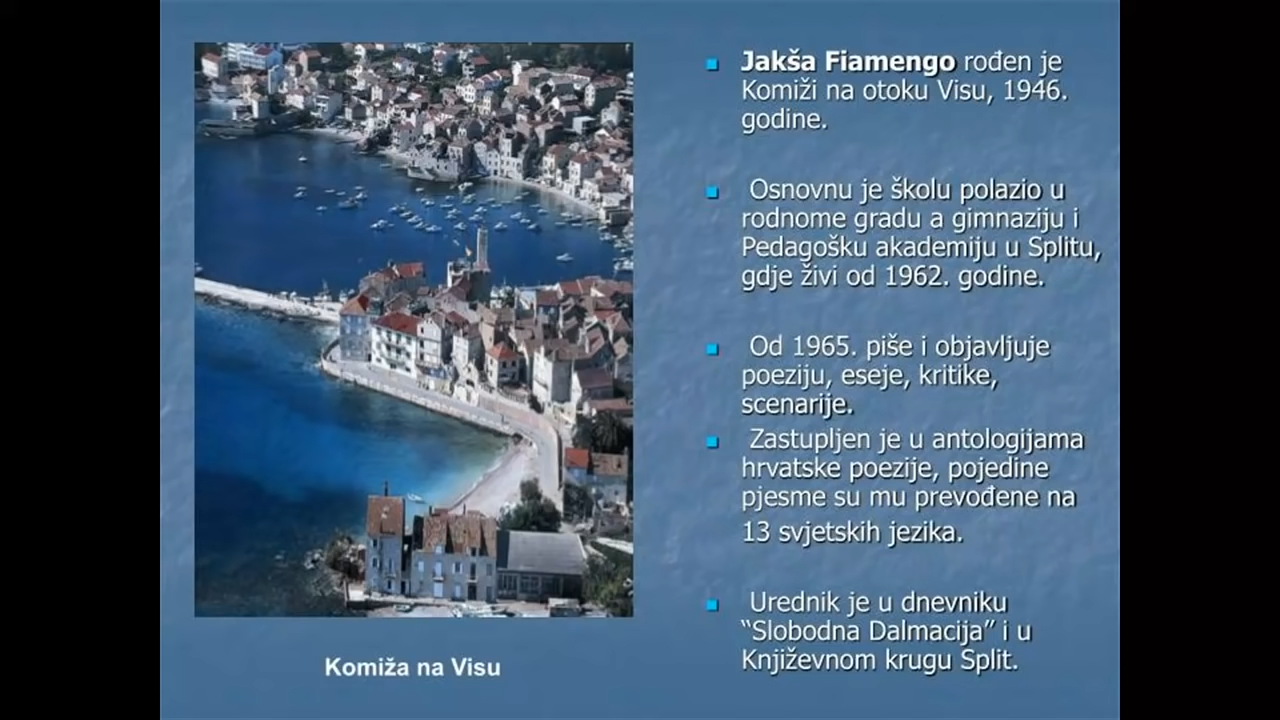 Jakša Fiamengo rođen je
Komiži na otoku Visu, 1946.
godine.
Osnovnu je školu polazio u
rodnome gradu a gimnaziju i
Pedagošku akademiju u Splitu,
gdje živi od 1962. godine.
Od 1965. piše i objavljuje
poeziju, eseje, kritike,
scenarije.
Zastupljen je u antologijama
hrvatske poezije, pojedine
pjesme su mu prevođene na
13 svjetskih jezika.
Urednik je u dnevniku
“Slobodna Dalmacija” i u
Književnom krugu Split.
Komiža na Visu